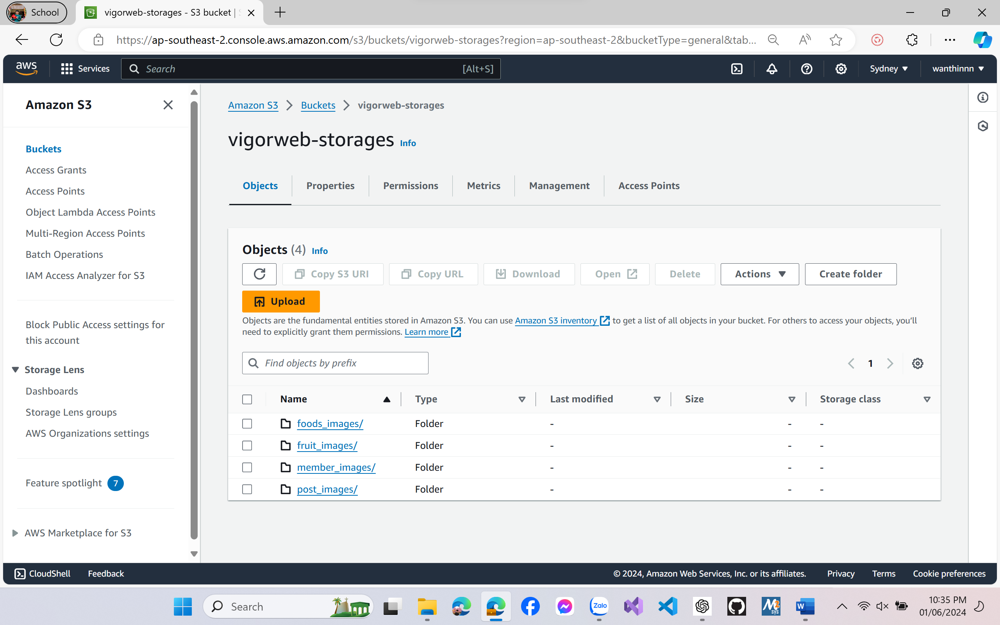 School
vigorweb-storages - S3 bucket |
https://ap-southeast-2.console.aws.amazon.com/s3/buckets/vigorweb-storages?region=ap-southeast-2&bucketType=general&tab...
aws
Services
Search
[Alt+S]
Sydney
wanthinnn
Amazon S3
Buckets
Access Grants
Access Points
Object Lambda Access Points
Multi-Region Access Points
Batch Operations
IAM Access Analyzer for S3
Block Public Access settings for
this account
Storage Lens
Dashboards
Storage Lens groups
AWS Organizations settings
Feature spotlight 7
AWS Marketplace for S3
Amazon S3 Buckets vigorweb-storages
vigorweb-storages Info
Objects Properties Permissions Metrics Management Access Points
Objects (4) Info
Copy S3 URI Copy URL Download Open Delete Actions Create folder
Upload
Objects are the fundamental entities stored in Amazon S3. You can use Amazon S3 inventory to get a list of all objects in your bucket. For others to access your objects, you’ll
need to explicitly grant them permissions. Learn more
Find objects by prefix
1
Name Type Last modified Size Storage class
foods_images/ Folder - - -
fruit_images/ Folder - - -
member_images/ Folder - - -
post_images/ Folder - - -
CloudShell Feedback © 2024, Amazon Web Services, Inc. or its affiliates. Privacy Terms Cookie preferences
Search
Zalo
M2
sys
W
10:35 PM
01/06/2024